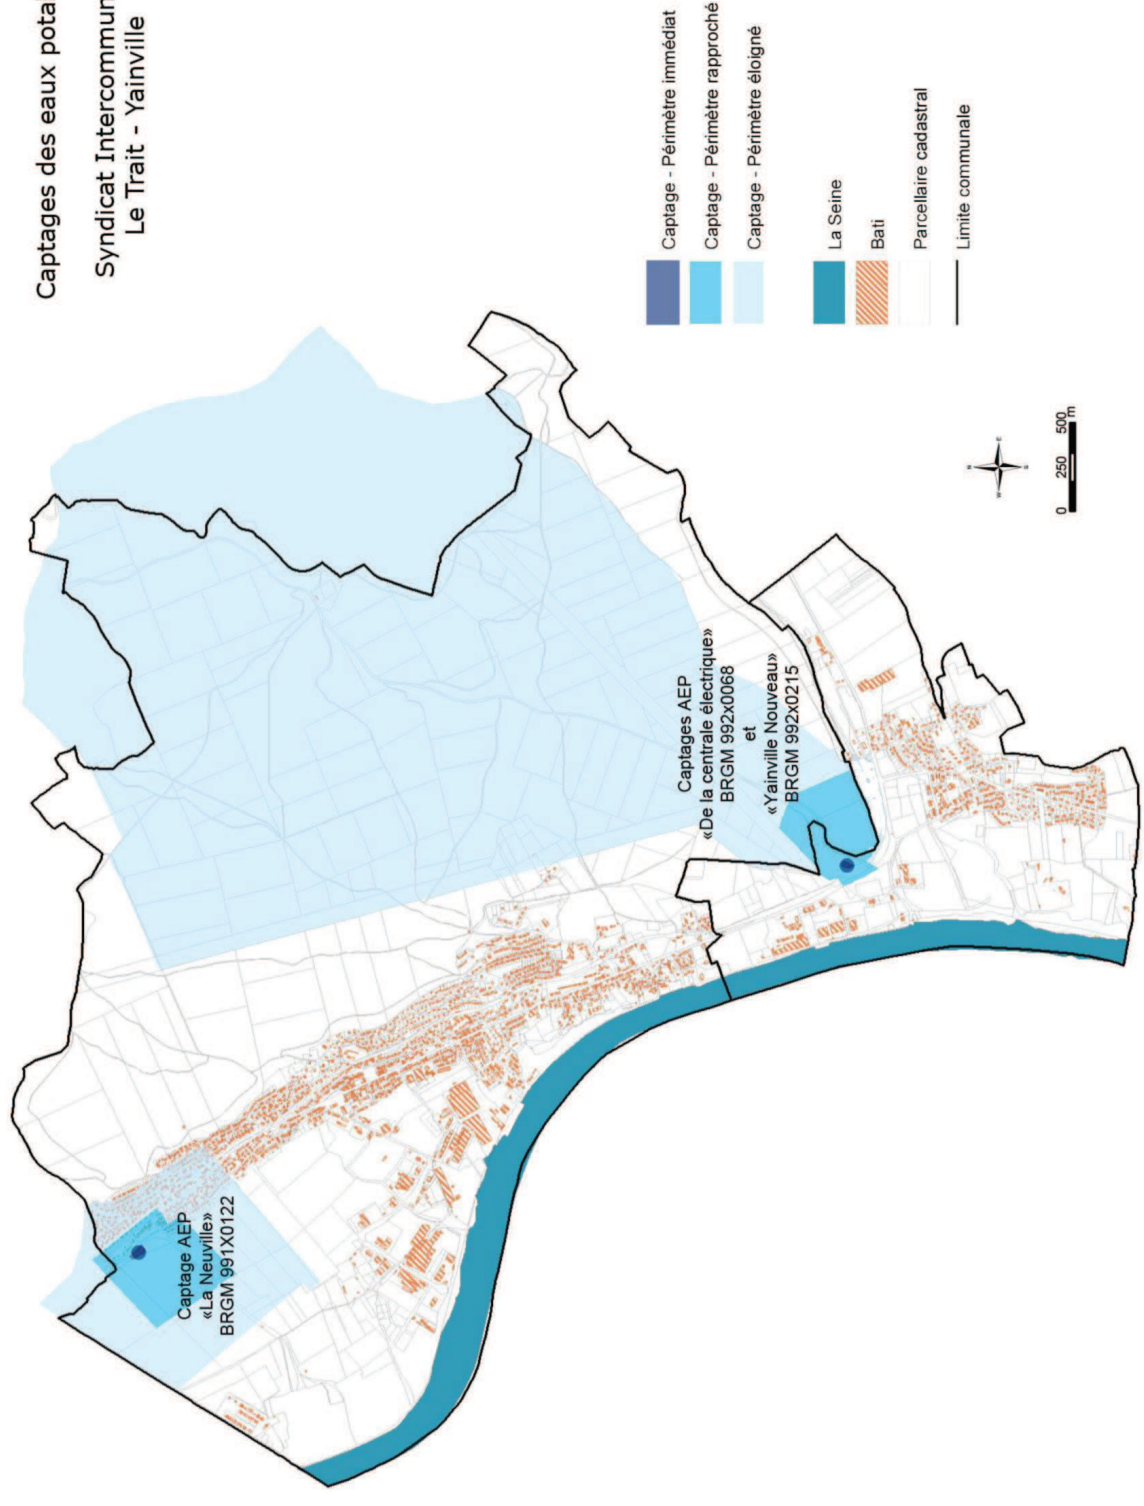 Captages des eaux
Syndicat
Le Trait - Yainville
Captage - Périmètre immédiat
Captage - Périmètre rapproché
Captage - Périmètre éloigné
La Seine
Bati
Parcellaire cadastral
Limite communale
Captages AEP
«De la centrale électrique»
BRGM 992x0068
et
«Yainville Nouveau»
BRGM 992x0215
Captage AEP
«La Neuville»
BRGM 991X0122
N
W
E
S
0 250 500 m